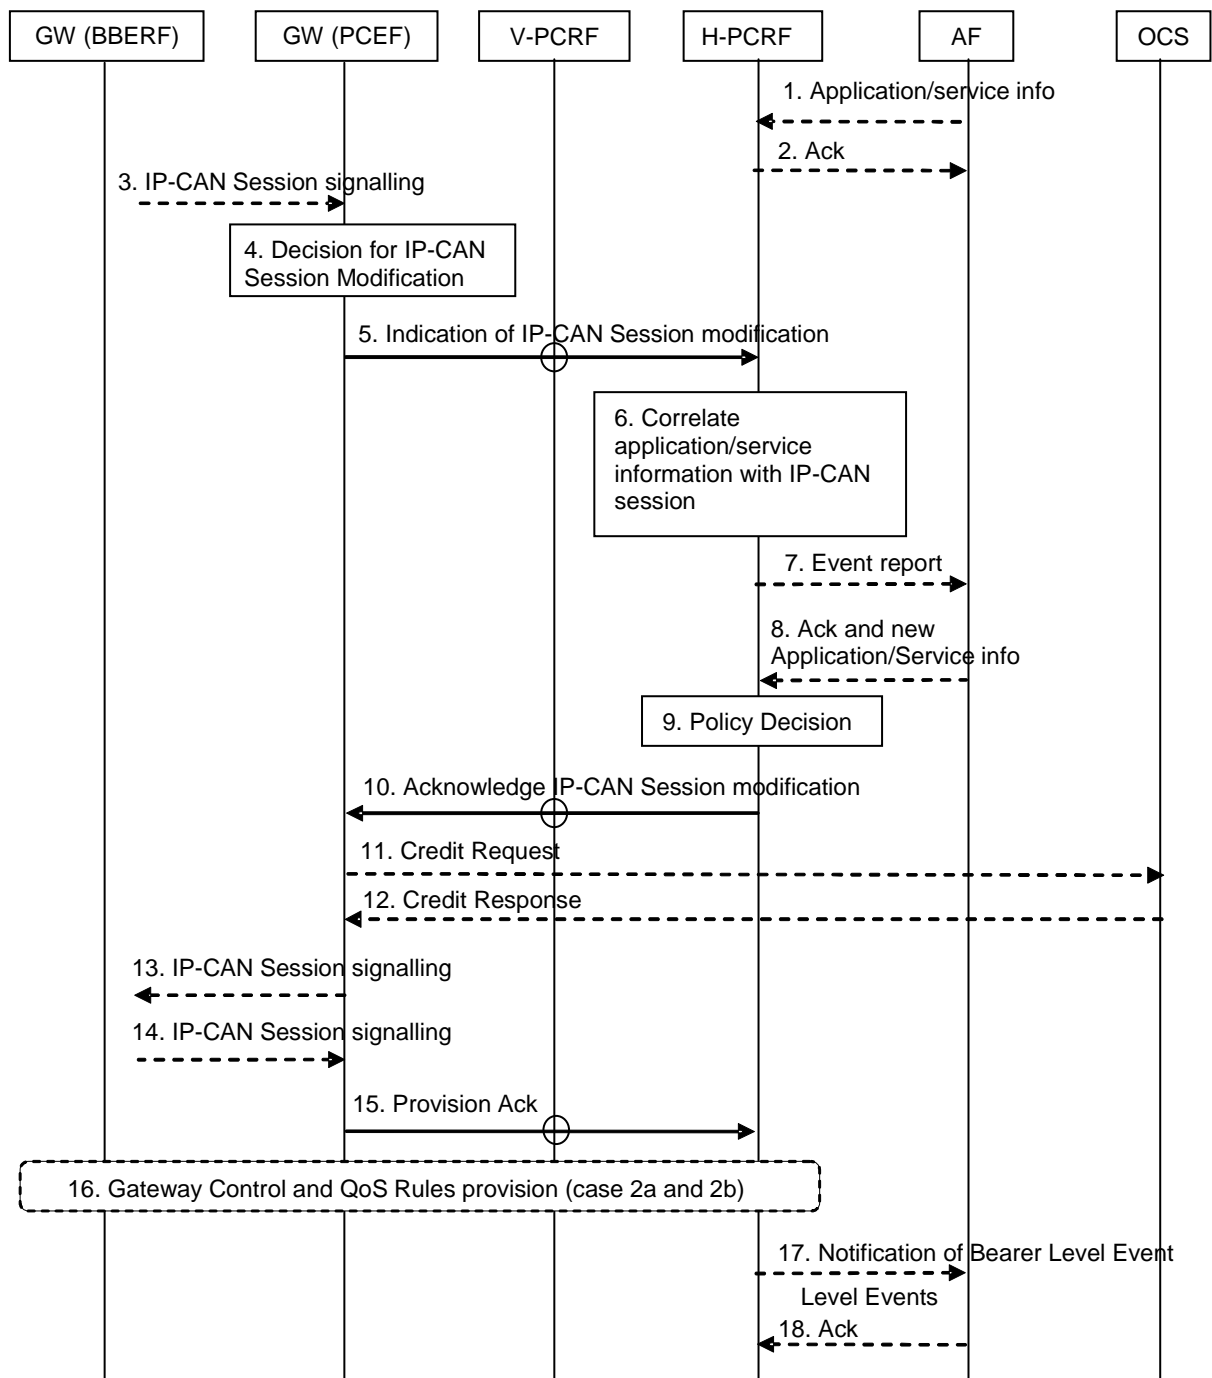 GW (BBERF)
GW (PCEF)
V-PCRF
H-PCRF
AF
OCS
1. Application/service info
2. Ack
3. IP-CAN Session signalling
4. Decision for IP-CAN
Session Modification
5. Indication of IP-CAN Session modification
6. Correlate
application/service
information with IP-CAN
session
7. Event report
8. Ack and new
Application/Service info
9. Policy Decision
10. Acknowledge IP-CAN Session modification
11. Credit Request
12. Credit Response
13. IP-CAN Session signalling
14. IP-CAN Session signalling
15. Provision Ack
16. Gateway Control and QoS Rules provision (case 2a and 2b)
17. Notification of Bearer Level Event
Level Events
18. Ack